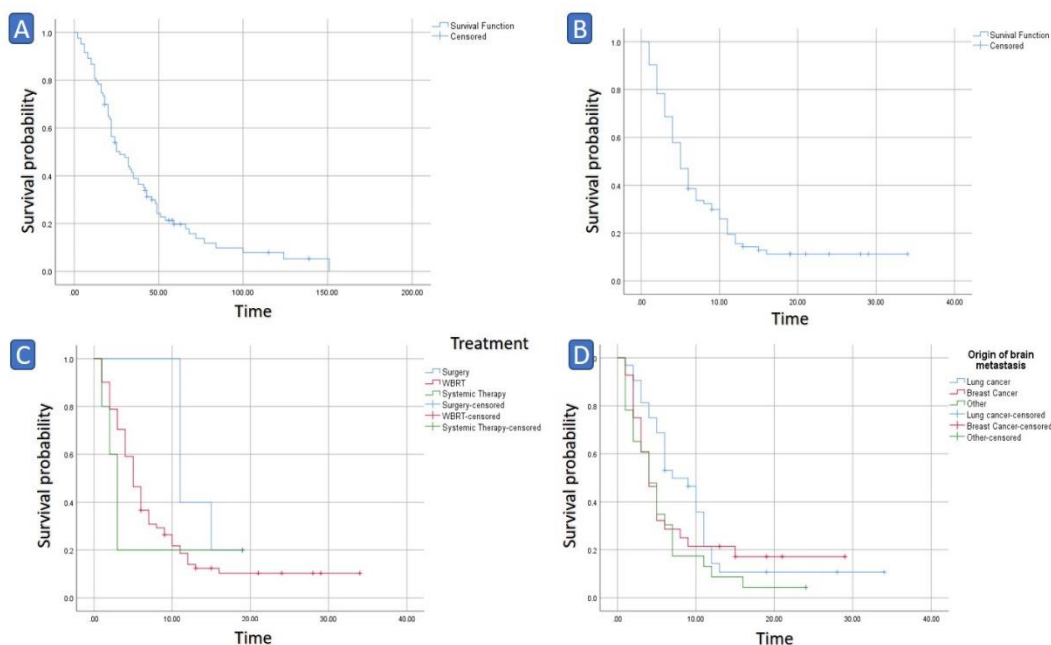 A
Survival Function
Censored
Survival probability
1.0
0.8
0.6
0.4
0.2
0.0
.00 50.00 100.00 150.00 200.00
Time
B
Survival Function
Censored
Survival probability
1.0
0.8
0.6
0.4
0.2
0.0
.00 10.00 20.00 30.00 40.00
Time
C
Treatment
Surgery
WBRT
Systemic Therapy
Surgery-censored
WBRT-censored
Systemic Therapy-censored
Survival probability
1.0
0.8
0.6
0.4
0.2
0.0
.00 10.00 20.00 30.00 40.00
Time
D
Origin of brain
metastasis
Lung cancer
Breast Cancer
Other
Lung cancer-censored
Breast Cancer-censored
Other-censored
Survival probability
1.0
0.8
0.6
0.4
0.2
0.0
.00 10.00 20.00 30.00 40.00
Time